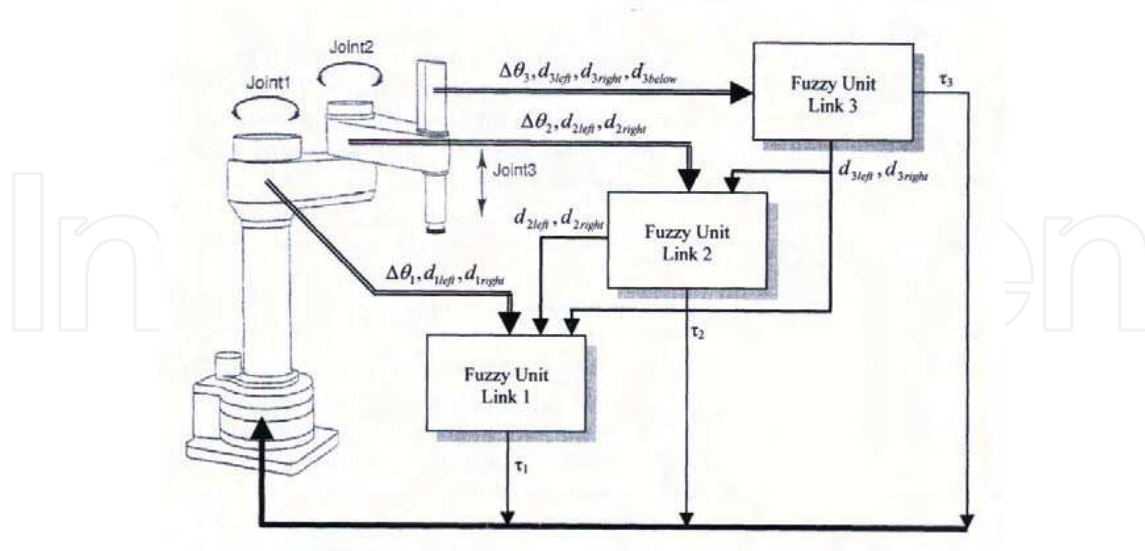 Joint2
Joint1
Δθ₃, d₃left, d₃right, d₃below
Fuzzy Unit
Link 3
τ₃
Δθ₂, d₂left, d₂right
Joint3
d₃left, d₃right
d₂left, d₂right
Fuzzy Unit
Link 2
Δθ₁, d₁left, d₁right
τ₂
Fuzzy Unit
Link 1
τ₁